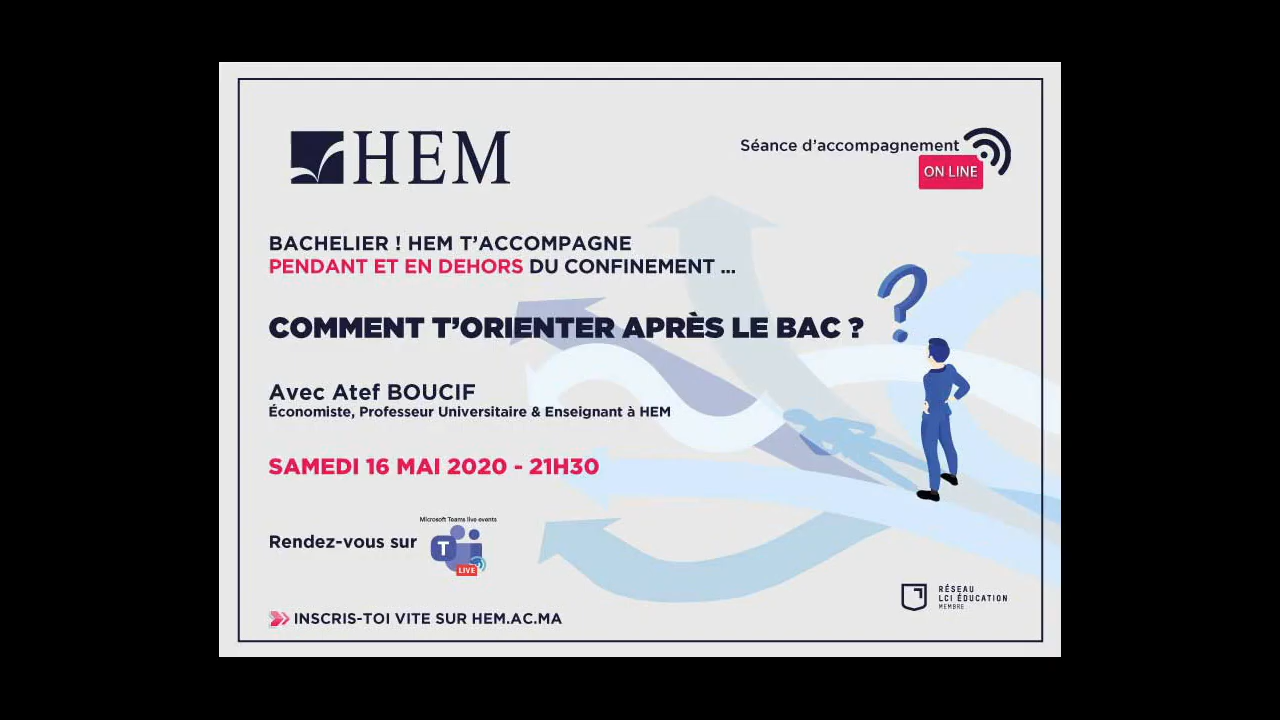 HEM
Séance d'accompagnement
ON LINE
BACHELIER ! HEM T'ACCOMPAGNE
PENDANT ET EN DEHORS DU CONFINEMENT ...
COMMENT T'ORIENTER APRÈS LE BAC ?
Avec Atef BOUCIF
Économiste, Professeur Universitaire & Enseignant à HEM
SAMEDI 16 MAI 2020 - 21H30
Microsoft Teams live events
Rendez-vous sur
T
LIVE
RÉSEAU
LCI ÉDUCATION
MEMBRE
INSCRIS-TOI VITE SUR HEM.AC.MA